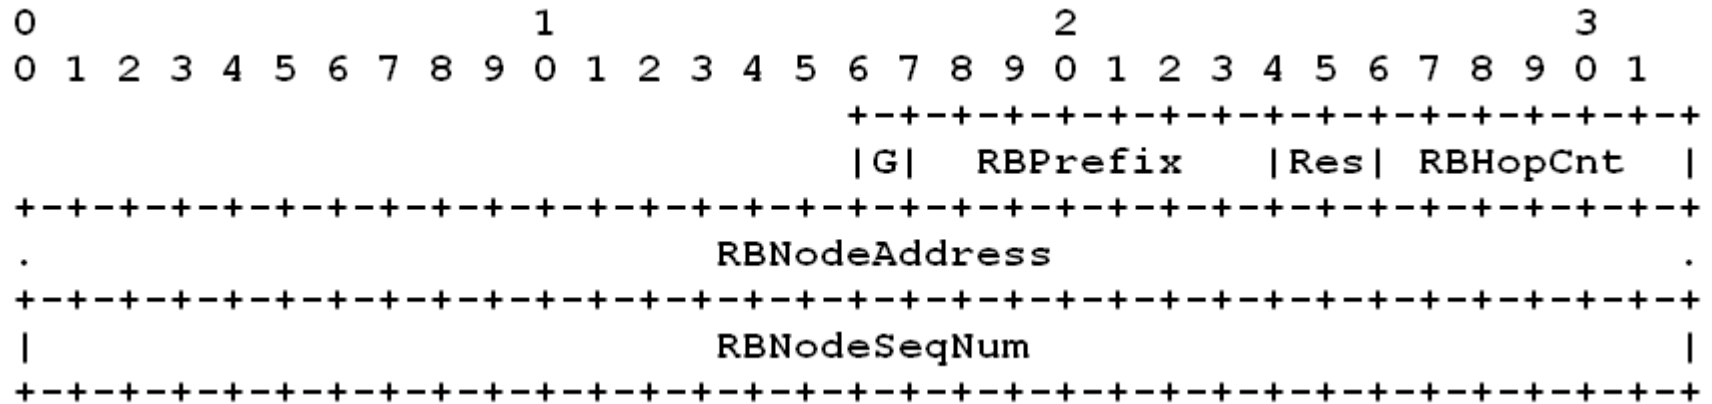 0                   1                   2                   3
0 1 2 3 4 5 6 7 8 9 0 1 2 3 4 5 6 7 8 9 0 1 2 3 4 5 6 7 8 9 0 1
                                +-+-+-+-+-+-+-+-+-+-+-+-+-+-+-+-+
                                |G|  RBPrefix   |Res| RBHopCnt  |
+-+-+-+-+-+-+-+-+-+-+-+-+-+-+-+-+-+-+-+-+-+-+-+-+-+-+-+-+-+-+-+-+
.                          RBNodeAddress                        .
+-+-+-+-+-+-+-+-+-+-+-+-+-+-+-+-+-+-+-+-+-+-+-+-+-+-+-+-+-+-+-+-+
|                          RBNodeSeqNum                         |
+-+-+-+-+-+-+-+-+-+-+-+-+-+-+-+-+-+-+-+-+-+-+-+-+-+-+-+-+-+-+-+-+